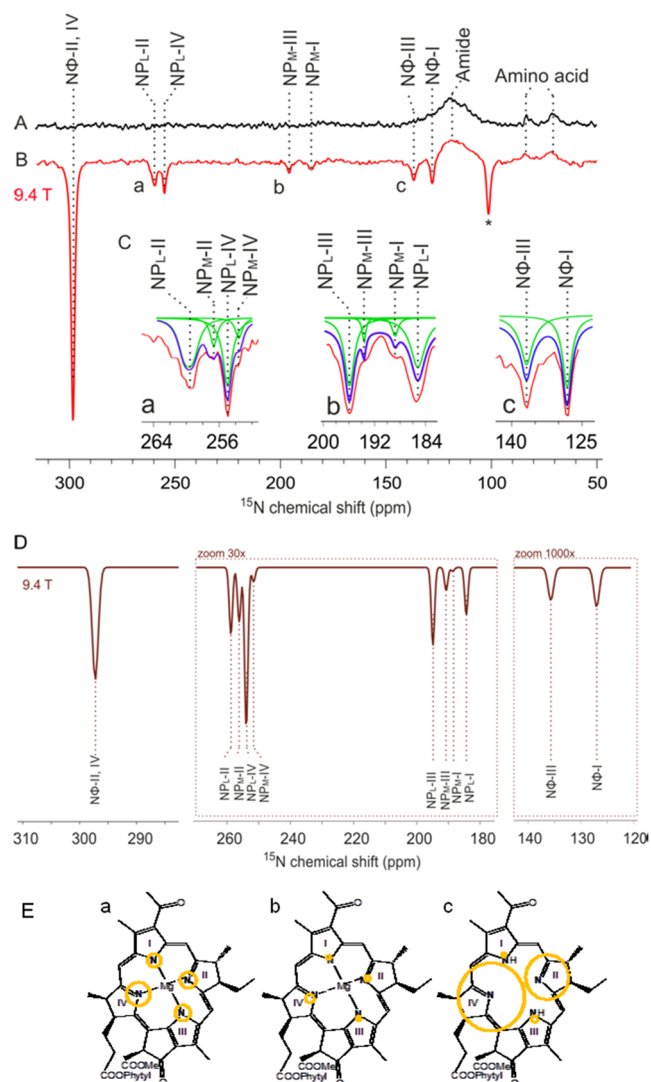 NΦ-II, IV
NPL-II
NPL-IV
NPM-III
NPM-I
NΦ-III
NΦ-I
Amide
Amino acid
A
B
9.4 T
a
b
c
*
C
NPL-II
NPM-II
NPL-IV
NPM-IV
NPL-III
NPM-III
NPM-I
NPL-I
NΦ-III
NΦ-I
a
b
c
264 256
200 192 184
140 125
300 250 200 150 100 50
15N chemical shift (ppm)
D
9.4 T
zoom 30x
zoom 1000x
NΦ-II, IV
NPL-II
NPM-II
NPL-IV
NPM-IV
NPL-III
NPM-III
NPM-I
NPL-I
NΦ-III
NΦ-I
310 300 290 260 240 220 200 180 140 130 120
15N chemical shift (ppm)
E
a
O
I
N
II
N
Mg
N
IV
N
III
COOMe
COOPhytyl
O
b
O
I
N
II
N
Mg
IV
N
N
III
COOMe
COOPhytyl
O
c
O
I
NH
II
N
IV
N
NH
III
COOMe
COOPhytyl
O